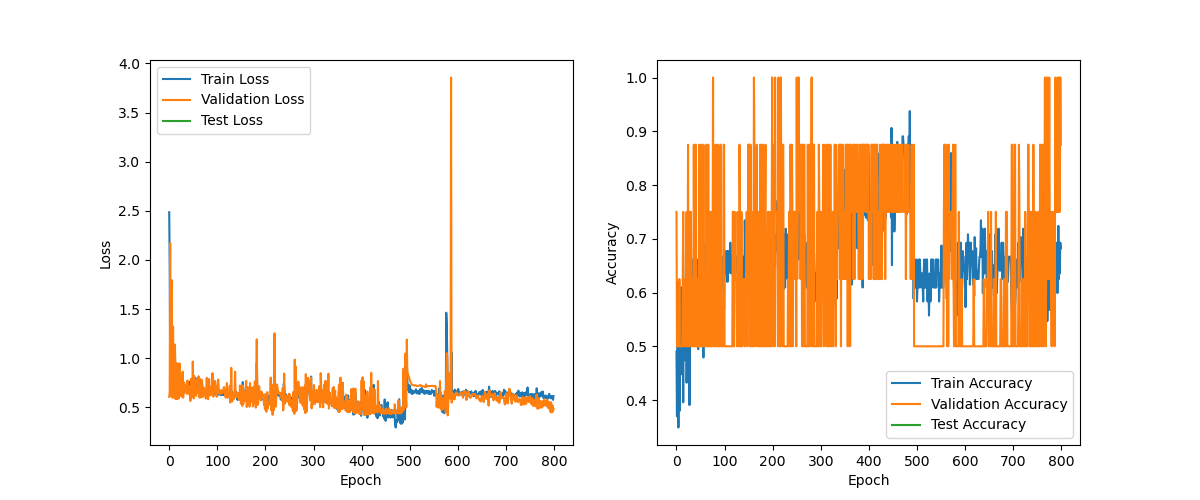 4.0
3.5
3.0
2.5
2.0
1.5
1.0
0.5
Loss
Train Loss
Validation Loss
Test Loss
0 100 200 300 400 500 600 700 800
Epoch
1.0
0.9
0.8
0.7
0.6
0.5
0.4
Accuracy
Train Accuracy
Validation Accuracy
Test Accuracy
0 100 200 300 400 500 600 700 800
Epoch